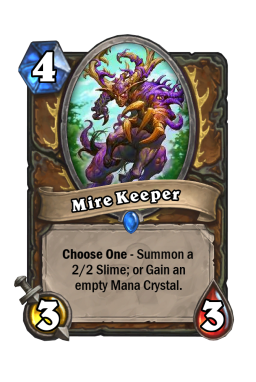 4
Mire Keeper
Choose One - Summon a
2/2 Slime; or Gain an
empty Mana Crystal.
3
3